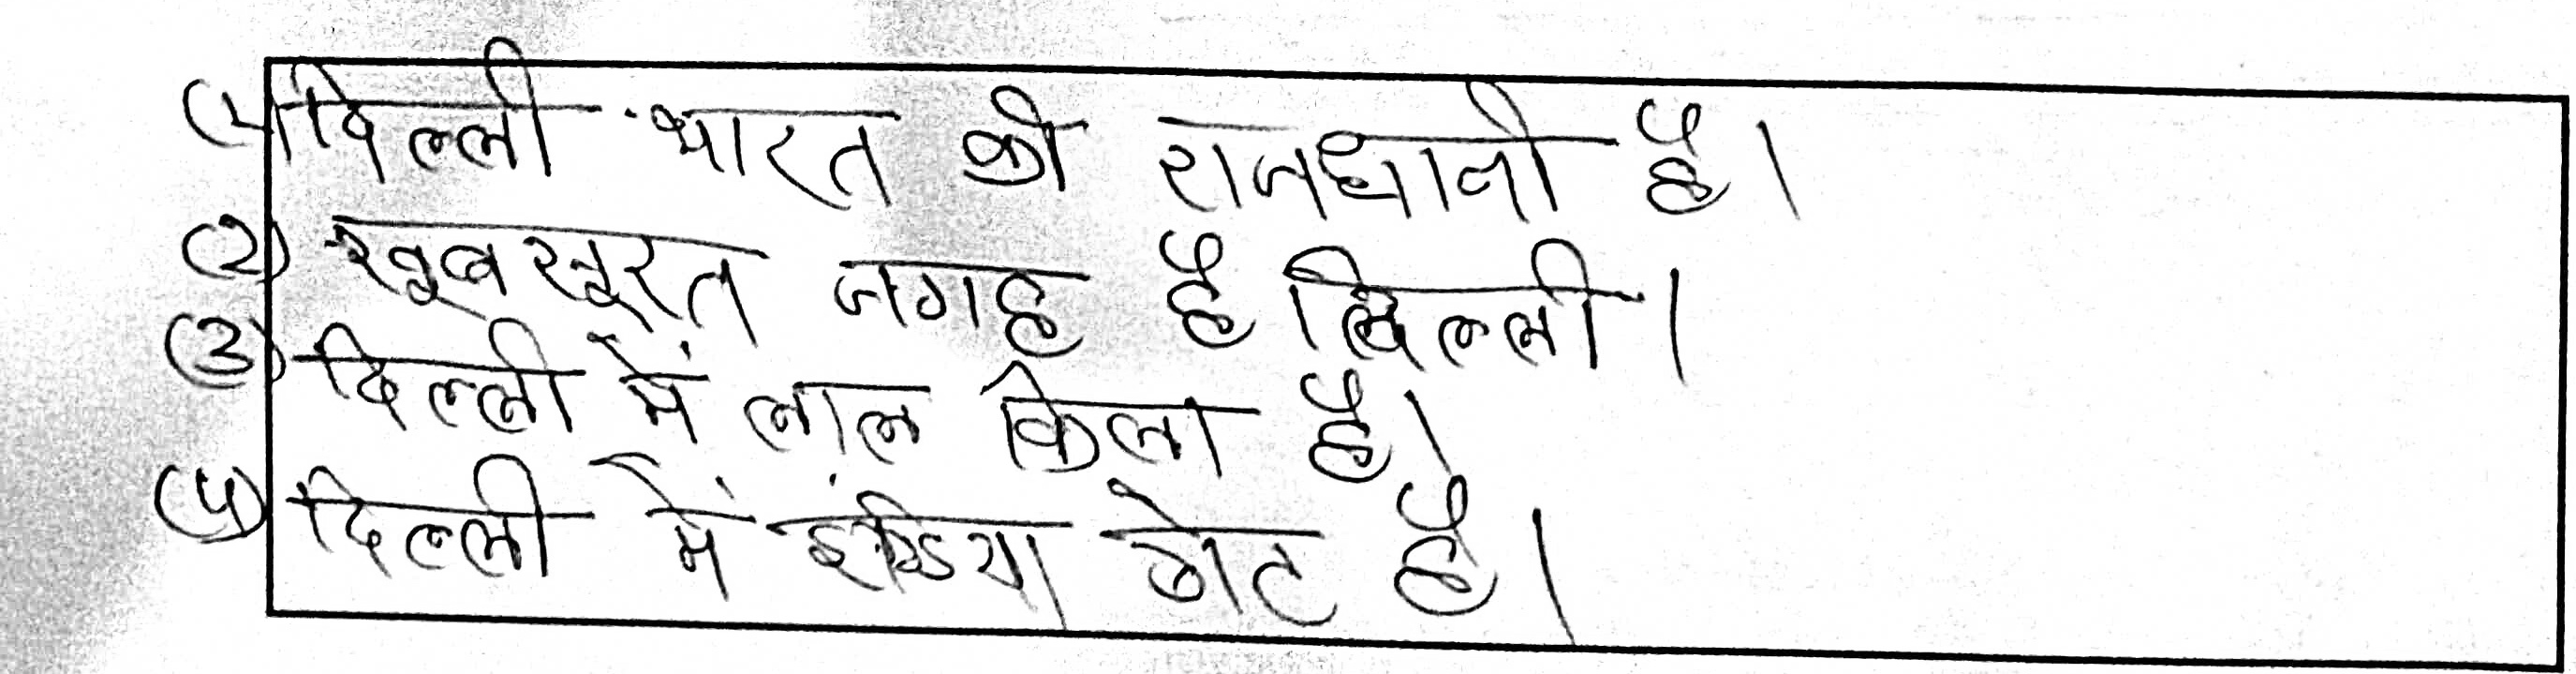 (1) दिल्ली भारत की राजधानी है।
(2) खूबसूरत जगह है दिल्ली।
(3) दिल्ली में लाल किला है।
(4) दिल्ली में इंडिया गेट है।